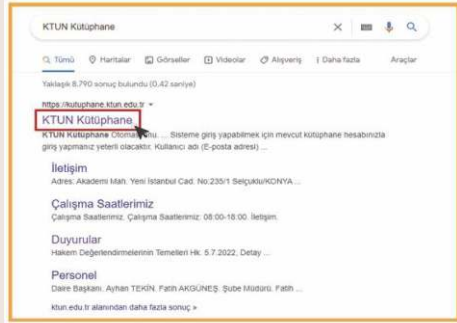 KTUN Kütüphane
Tümü Haritalar Görseller Videolar Alışveriş Daha fazla Araçlar
Yaklaşık 8.790 sonuç bulundu (0,42 saniye)
https://kutuphane.ktun.edu.tr
KTUN Kütüphane
KTUN Kütüphane ... Sisteme giriş yapabilmek için mevcut kütüphane hesabınızla
giriş yapmanız yeterli olacaktır. Kullanıcı adı (E-posta adresi) ...
İletişim
Adres: Akademi Mah. Yeni İstanbul Cad. No:235/1 Selçuklu/KONYA ...
Çalışma Saatlerimiz
Çalışma Saatlerimiz. Çalışma Saatlerimiz: 08:00-18:00. İletişim.
Duyurular
Hakem Değerlendirmelerinin Temelleri Hk. 5.7.2022, Detay ...
Personel
Daire Başkanı. Ayhan TEKİN. Fatih AKGÜNEŞ. Şube Müdürü. Fatih ...
ktun.edu.tr alanından daha fazla sonuç »